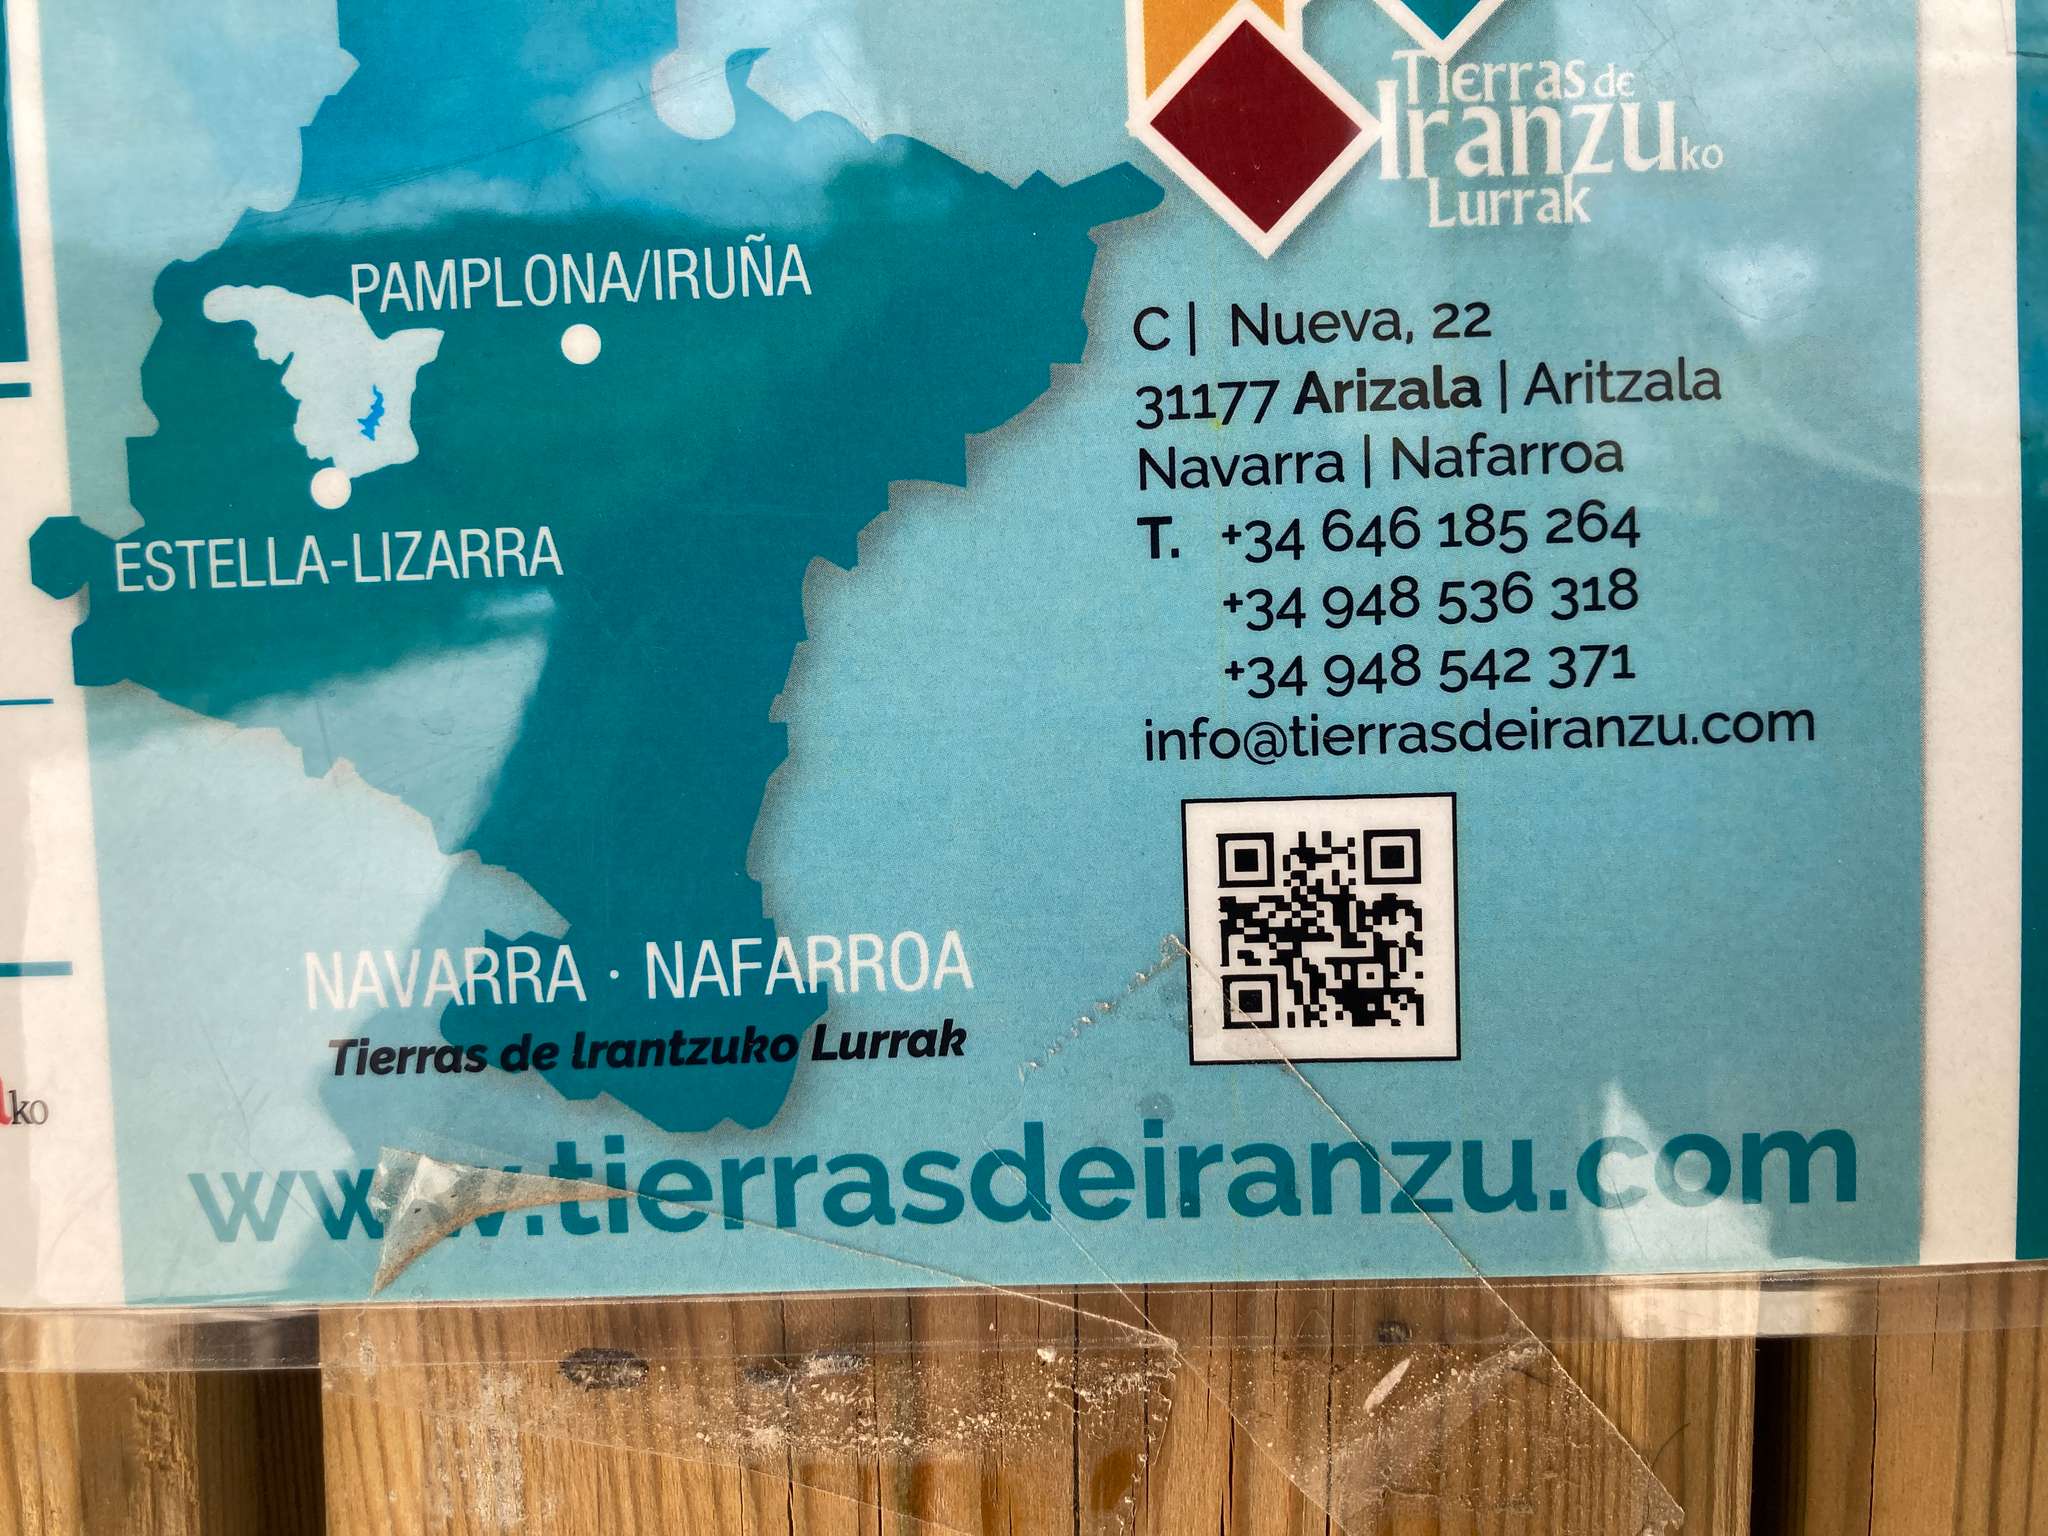 Tierras de
Iranzuko
Lurrak
PAMPLONA/IRUÑA
ESTELLA-LIZARRA
C| Nueva, 22
31177 Arizala | Aritzala
Navarra | Nafarroa
T. +34 646 185 264
+34 948 536 318
+34 948 542 371
info@tierrasdeiranzu.com
NAVARRA · NAFARROA
Tierras de Irantzuko Lurrak
ko
www.tierrasdeiranzu.com